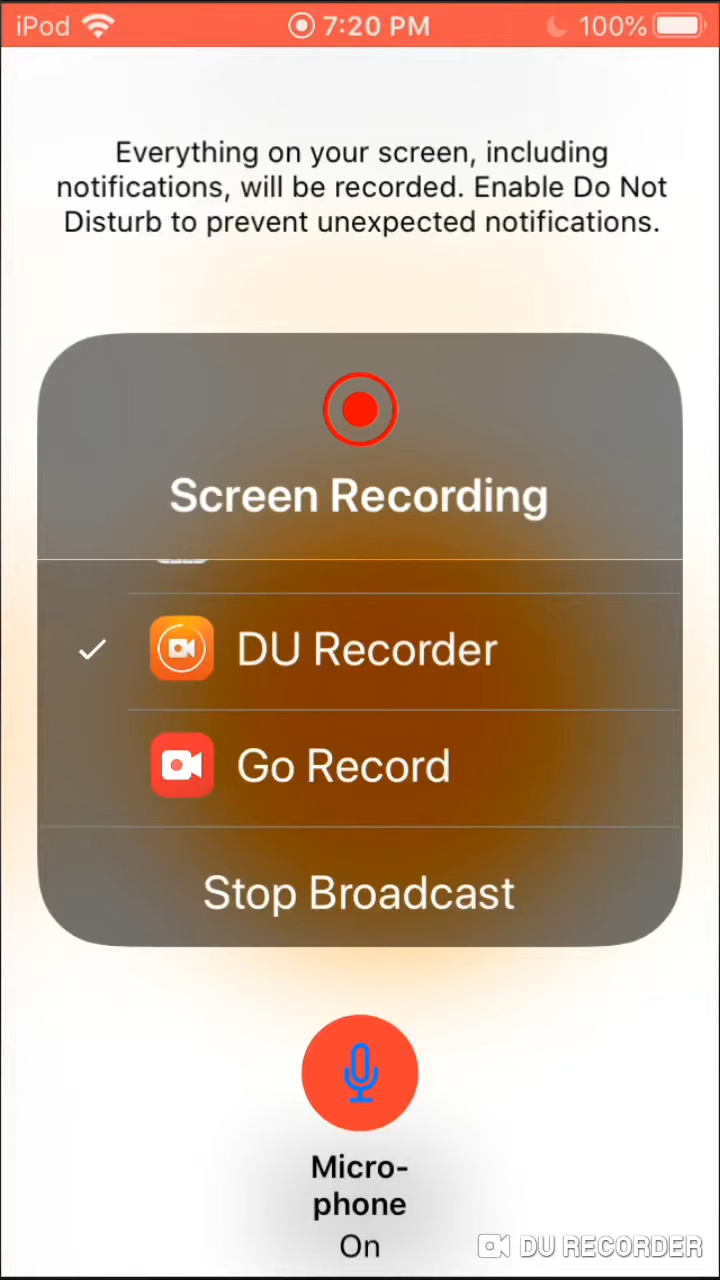 iPod 7:20 PM 100%
Everything on your screen, including
notifications, will be recorded. Enable Do Not
Disturb to prevent unexpected notifications.
Screen Recording
DU Recorder
Go Record
Stop Broadcast
Micro-
phone
On
DU RECORDER